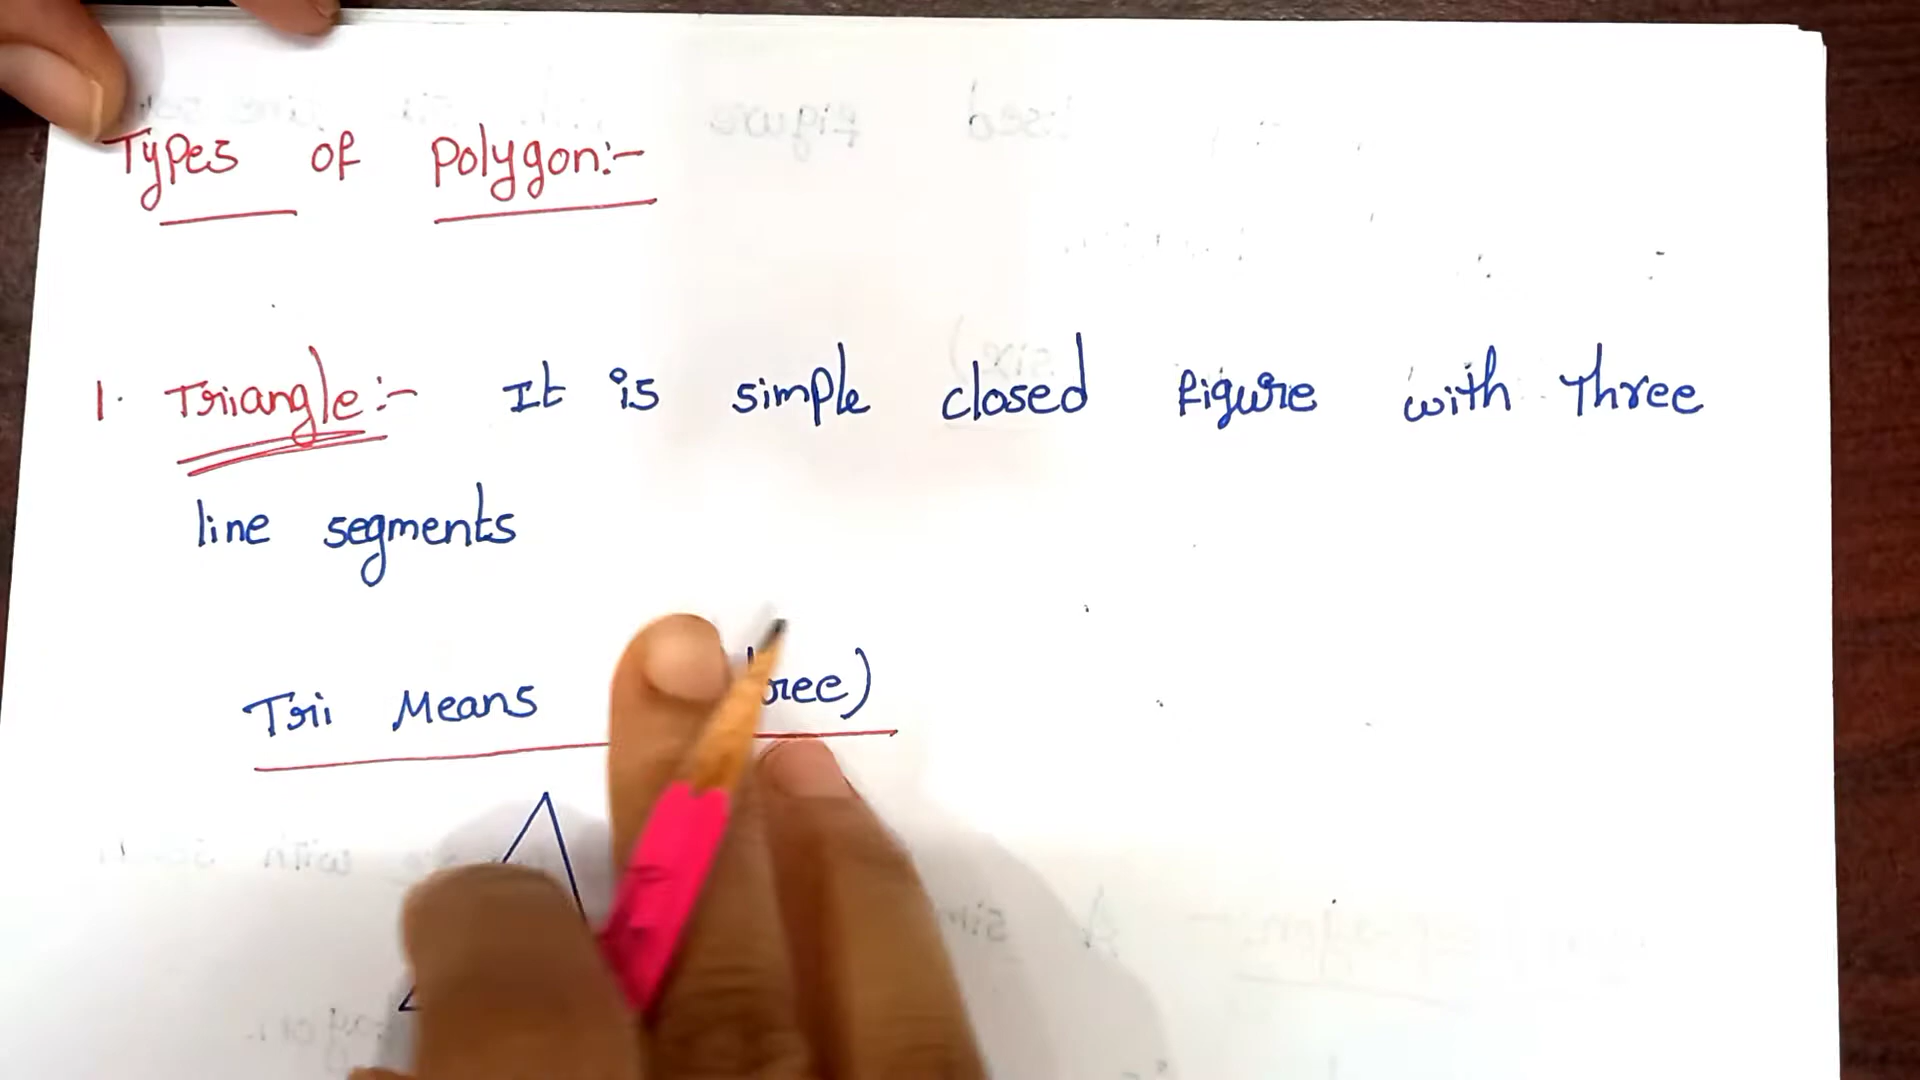 Types of Polygon:-
1. Triangle:- It is simple closed figure with Three
line segments
Tri Means